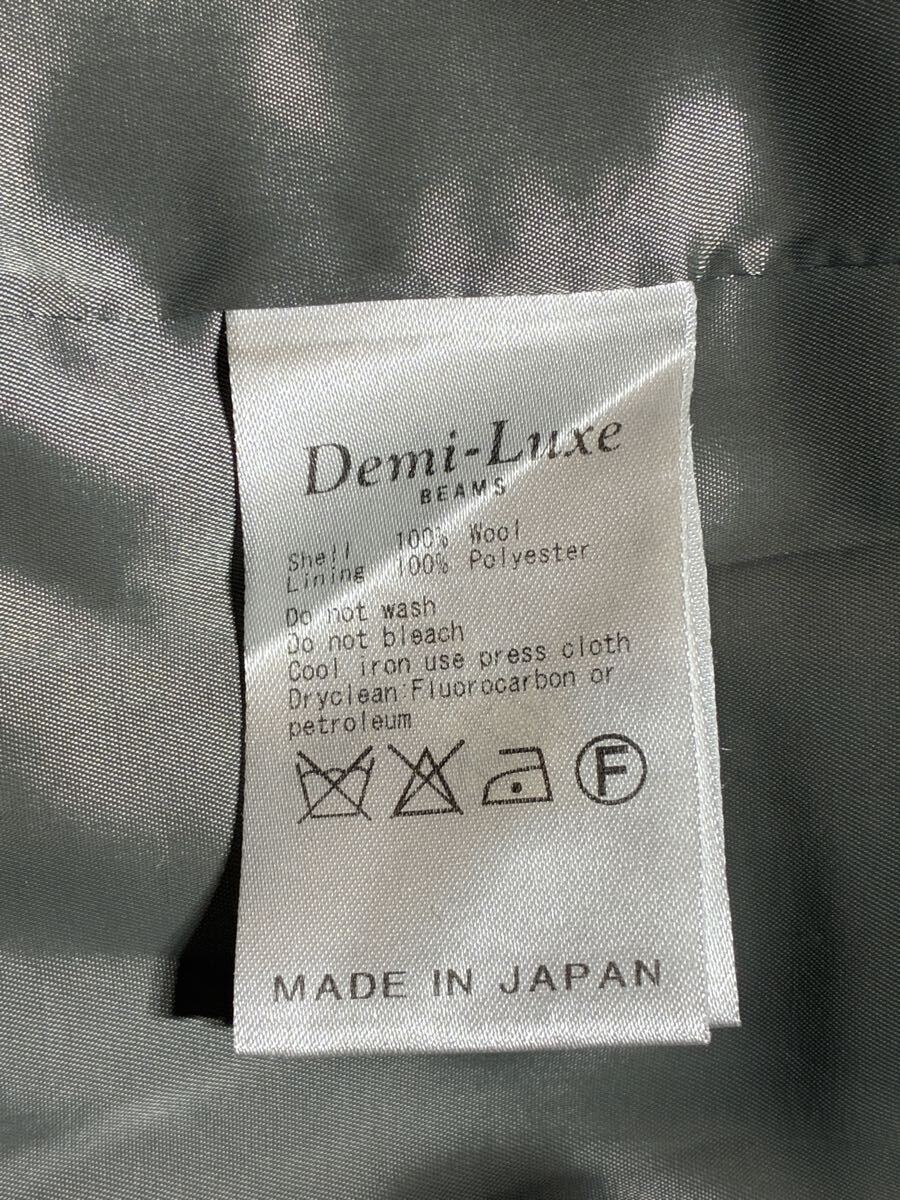 Demi-Luxe
BEAMS
Shell 100% Wool
Lining 100% Polyester
Do not wash
Do not bleach
Cool iron use press cloth
Dryclean Fluorocarbon or
petroleum
F
MADE IN JAPAN